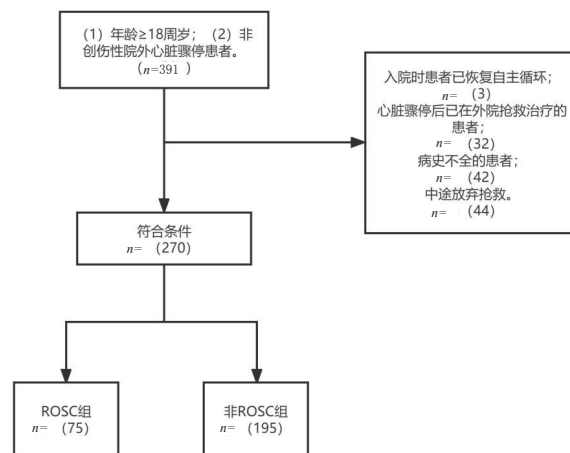 （1）年龄≥18周岁；（2）非
创伤性院外心脏骤停患者。
（n=391 ）
入院时患者已恢复自主循环；
n= （3）
心脏骤停后已在外院抢救治疗的
患者；
n= （32）
病史不全的患者；
n= （42）
中途放弃抢救。
n= （44）
符合条件
n= （270）
ROSC组
n= （75）
非ROSC组
n= （195）